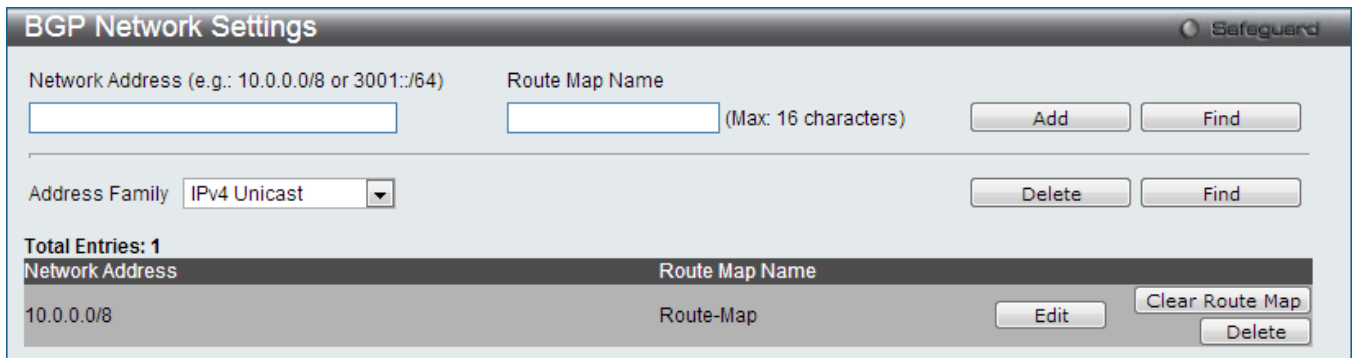 BGP Network Settings Safeguard
Network Address (e.g.: 10.0.0.0/8 or 3001::/64) Route Map Name
(Max: 16 characters) Add Find
Address Family IPv4 Unicast Delete Find
Total Entries: 1
Network Address Route Map Name
10.0.0.0/8 Route-Map Edit Clear Route Map
Delete